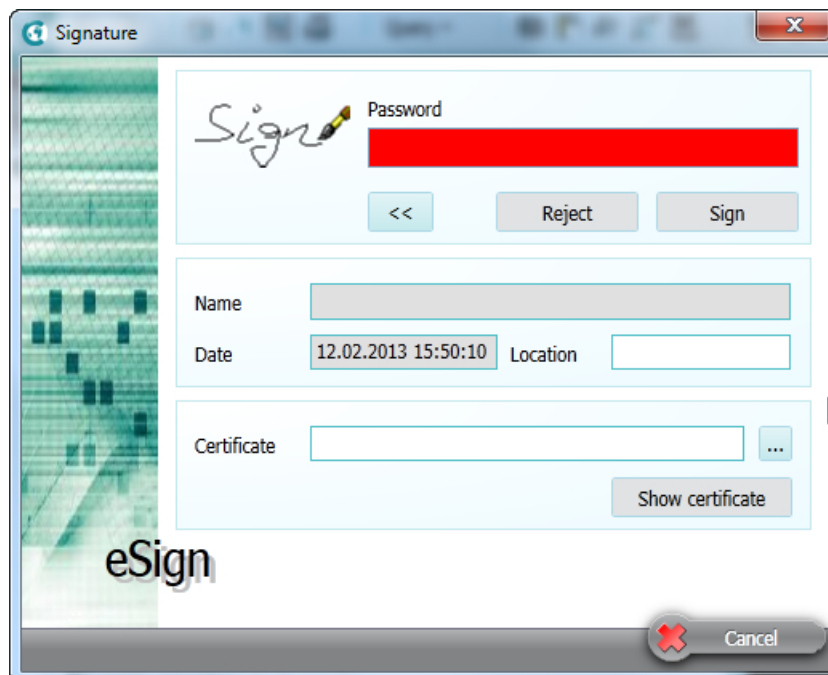 Signature
Sign
Password
<<
Reject
Sign
Name
Date
12.02.2013 15:50:10
Location
Certificate
...
Show certificate
eSign
Cancel